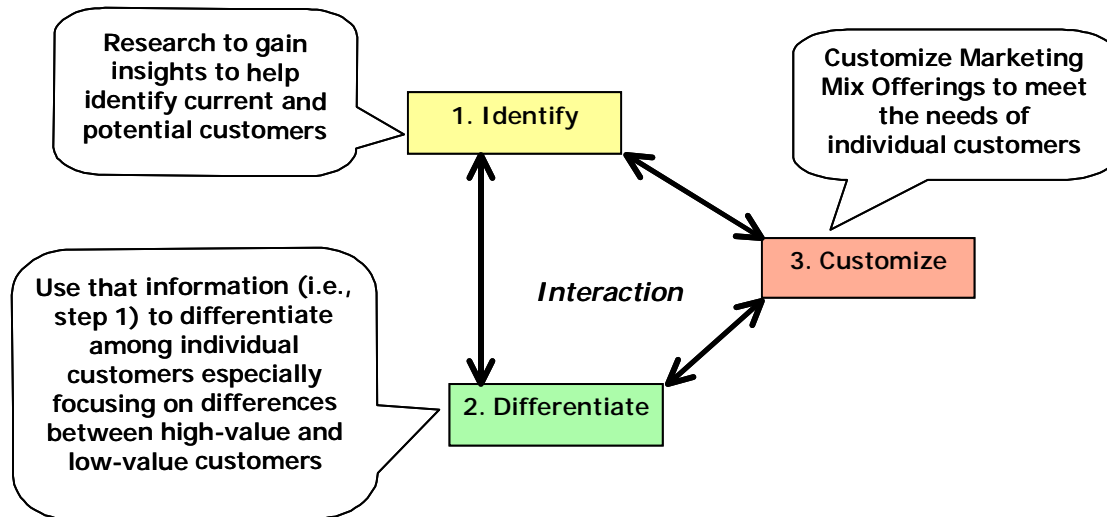 Research to gain
insights to help
identify current and
potential customers
1. Identify
Customize Marketing
Mix Offerings to meet
the needs of
individual customers
3. Customize
Interaction
Use that information (i.e.,
step 1) to differentiate
among individual
customers especially
focusing on differences
between high-value and
low-value customers
2. Differentiate